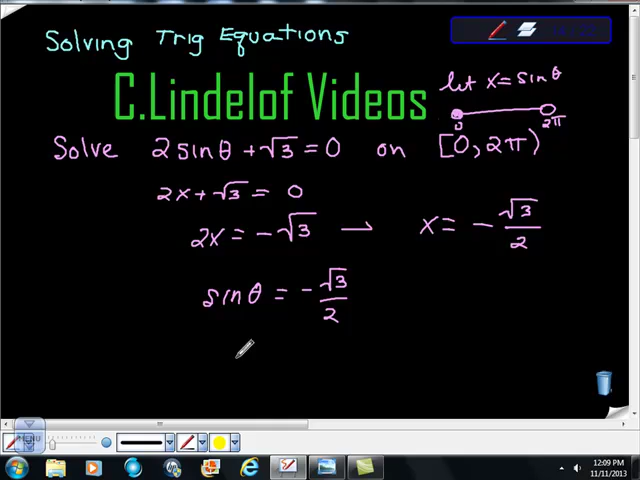 Solving Trig Equations
let x = sin θ
C.Lindelof Videos
0 2π
Solve 2 sin θ + √3 = 0 on [0, 2π)
2x + √3 = 0
2x = -√3 → x = -√3/2
sin θ = -√3/2
MENU
12:09 PM
11/11/2013